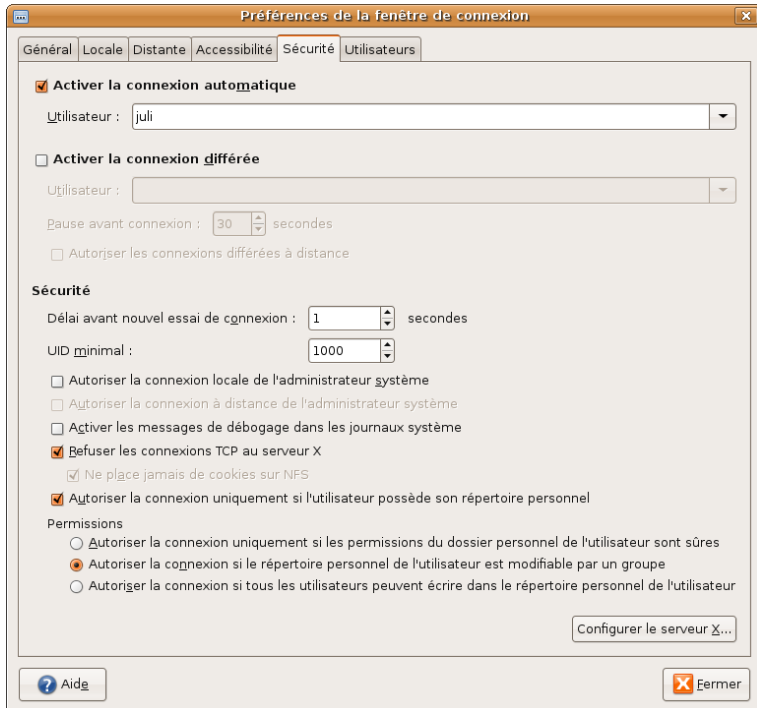 Préférences de la fenêtre de connexion
Général Locale Distante Accessibilité Sécurité Utilisateurs
Activer la connexion automatique
Utilisateur : juli
Activer la connexion différée
Utilisateur :
Pause avant connexion : 30 secondes
Autoriser les connexions différées à distance
Sécurité
Délai avant nouvel essai de connexion : 1 secondes
UID minimal : 1000
Autoriser la connexion locale de l'administrateur système
Autoriser la connexion à distance de l'administrateur système
Activer les messages de débogage dans les journaux système
Refuser les connexions TCP au serveur X
Ne place jamais de cookies sur NFS
Autoriser la connexion uniquement si l'utilisateur possède son répertoire personnel
Permissions
Autoriser la connexion uniquement si les permissions du dossier personnel de l'utilisateur sont sûres
Autoriser la connexion si le répertoire personnel de l'utilisateur est modifiable par un groupe
Autoriser la connexion si tous les utilisateurs peuvent écrire dans le répertoire personnel de l'utilisateur
Configurer le serveur X...
Aide Fermer